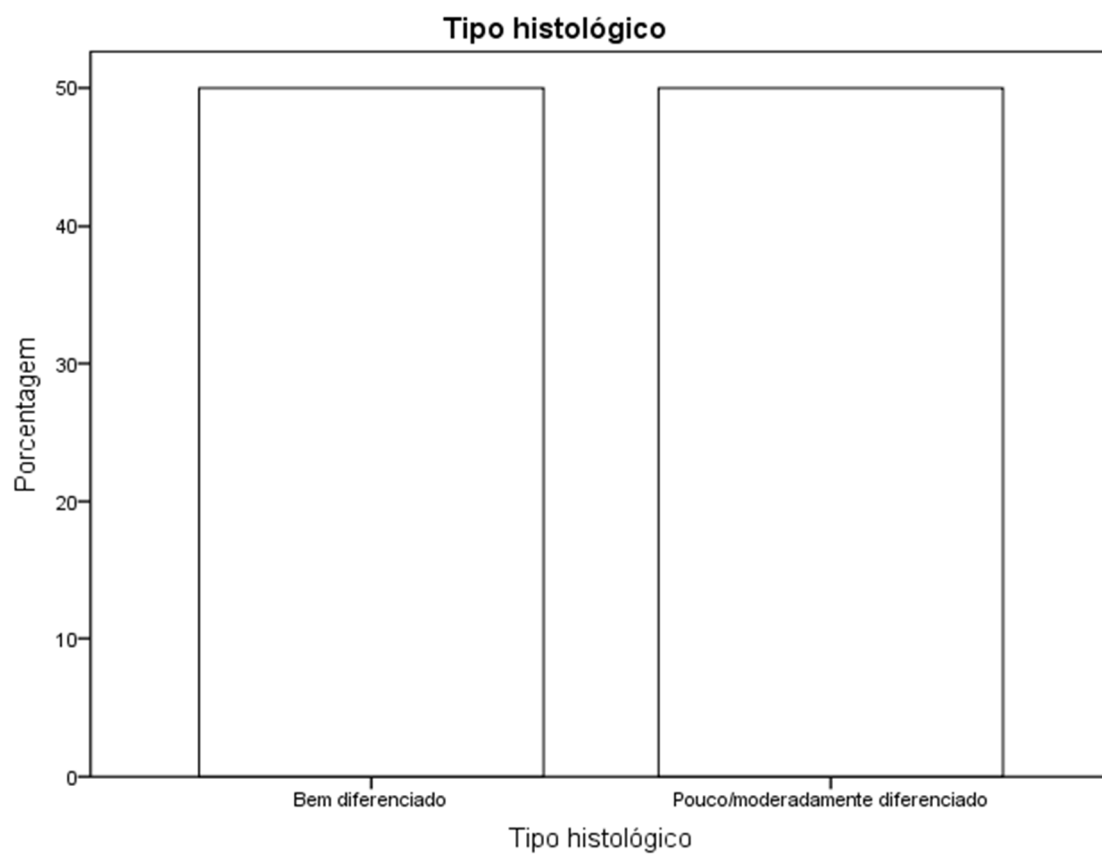 Tipo histológico
Porcentagem
50
40
30
20
10
0
Bem diferenciado
Pouco/moderadamente diferenciado
Tipo histológico